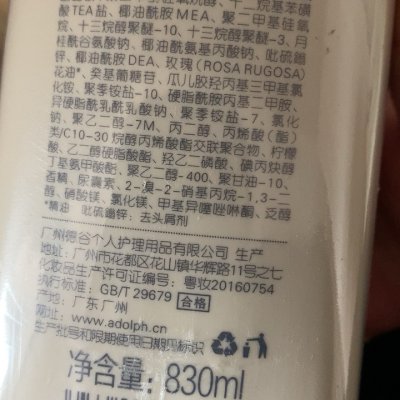 酸TEA盐、椰油酰胺MEA、聚二甲基硅氧
烷、十三烷醇聚醚-10、十三烷醇聚醚-3、月
桂酰谷氨酸钠、椰油酰氨基丙酸钠、吡硫鎓
锌、椰油酰胺DEA、玫瑰(ROSA RUGOSA)
花油*、癸基葡糖苷、瓜儿胶羟丙基三甲基氯
化铵、聚季铵盐-10、硬脂酰胺丙基二甲胺、
异硬脂酰乳酰乳酸钠、聚季铵盐-7、氯化
钠、聚乙二醇-7M、丙二醇、丙烯酸(酯)
类/C10-30 烷醇丙烯酸酯交联聚合物、柠檬
酸、乙二醇硬脂酸酯、羟乙二磷酸、碘丙炔醇
丁基氨甲酸酯、聚乙二醇-400、聚甘油-10、
香精、尿囊素、2-溴-2-硝基丙烷-1,3-二
醇、硝酸镁、氯化镁、甲基异噻唑啉酮、泛醇
*精油 吡硫鎓锌:去头屑剂
广州德谷个人护理用品有限公司 生产
广州市花都区花山镇华辉路11号之七
化妆品生产许可证编号:粤妆20160754
执行标准:GB/T 29679 合格
产地:广东 广州
网址:www.adolph.cn
生产批号和限期使用日期见标识
净含量:830ml